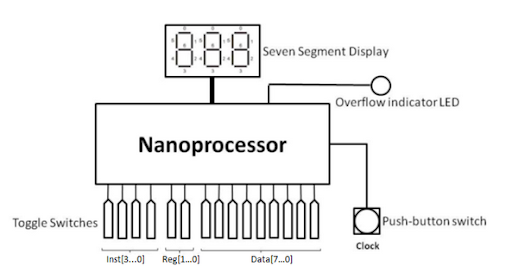 Seven Segment Display
Overflow indicator LED
Nanoprocessor
Toggle Switches
Push-button switch
Clock
Inst[3...0]
Reg[1...0]
Data[7...0]